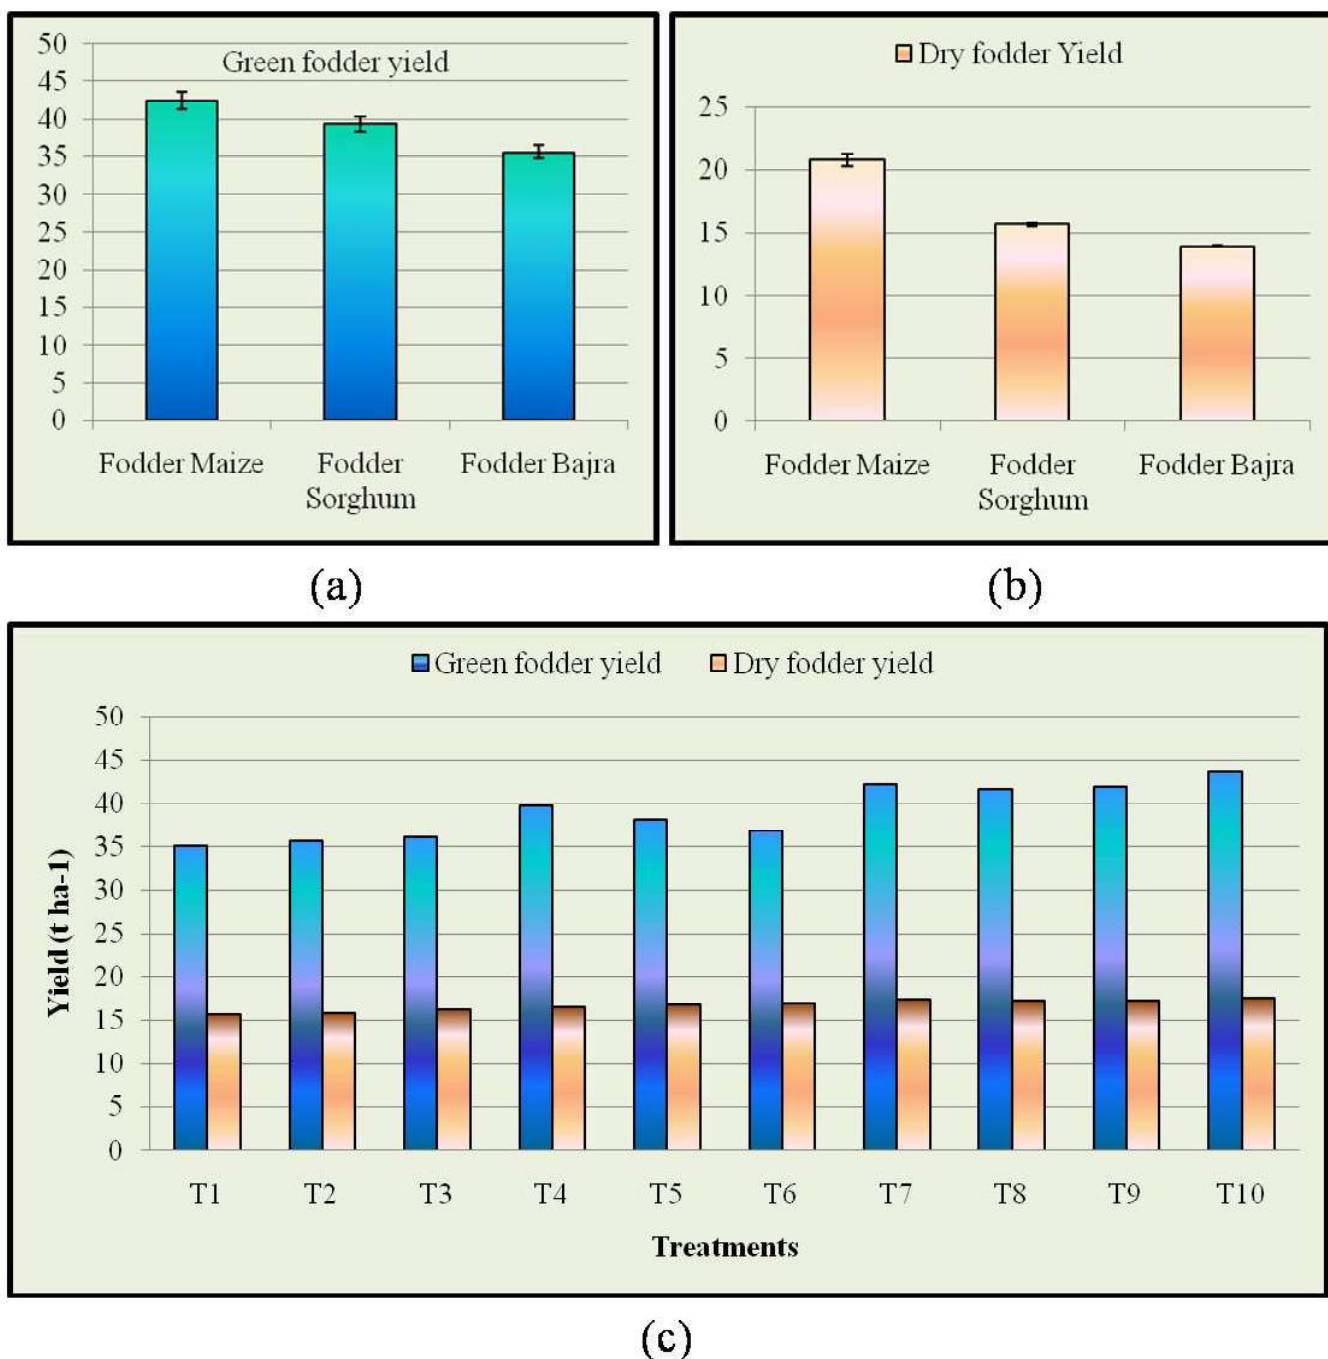 Green fodder yield
50
45
40
35
30
25
20
15
10
5
0
Fodder Maize
Fodder Sorghum
Fodder Bajra
(a)
Dry fodder Yield
25
20
15
10
5
0
Fodder Maize
Fodder Sorghum
Fodder Bajra
(b)
Green fodder yield
Dry fodder yield
Yield (t ha-1)
50
45
40
35
30
25
20
15
10
5
0
T1 T2 T3 T4 T5 T6 T7 T8 T9 T10
Treatments
(c)